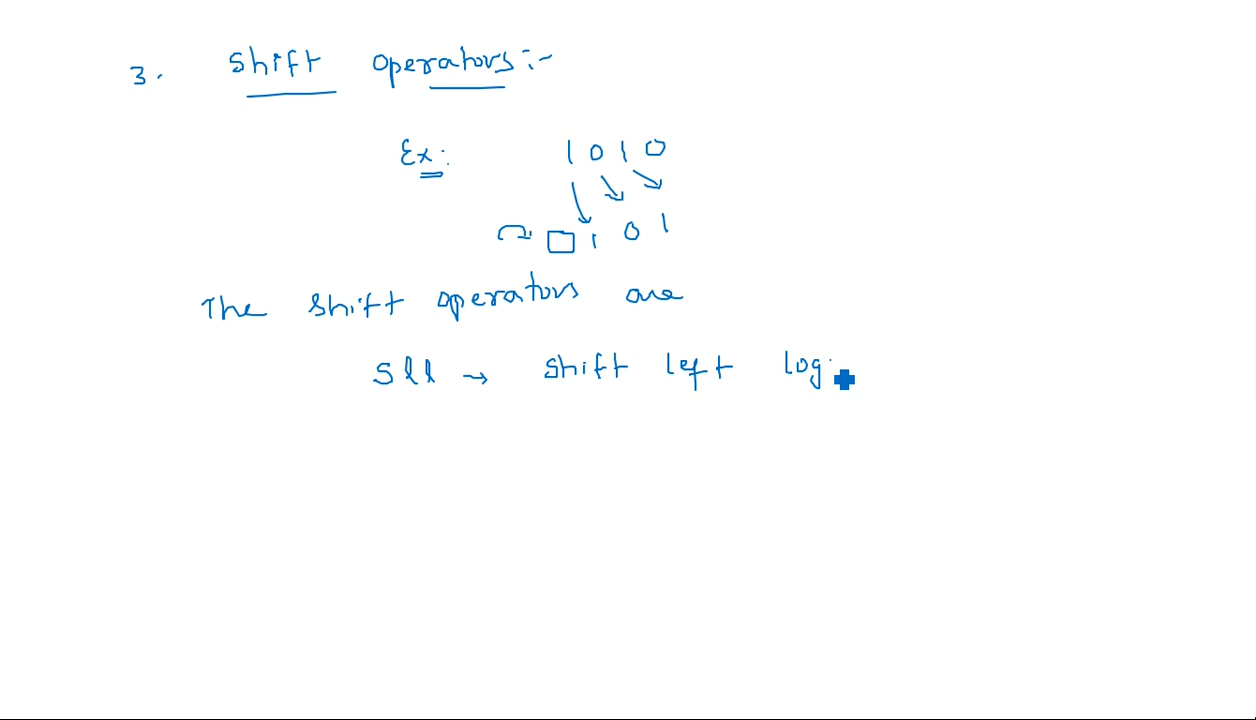 3. Shift operators :-
Ex: 1 0 1 0
1 0 1
The shift operators are
sll → shift left log